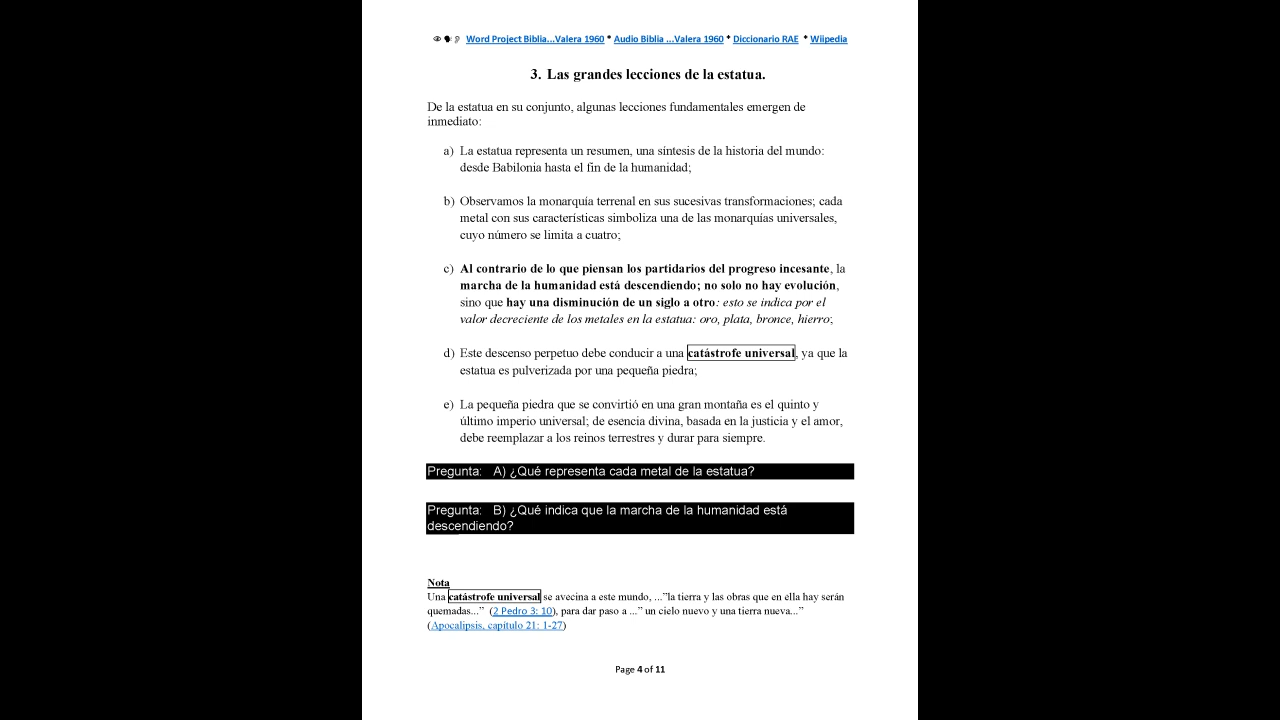 Word Project Biblia...Valera 1960 * Audio Biblia ...Valera 1960 * Diccionario RAE * Wiipedia
3. Las grandes lecciones de la estatua.
De la estatua en su conjunto, algunas lecciones fundamentales emergen de
inmediato:
a) La estatua representa un resumen, una síntesis de la historia del mundo:
desde Babilonia hasta el fin de la humanidad;
b) Observamos la monarquía terrenal en sus sucesivas transformaciones; cada
metal con sus características simboliza una de las monarquías universales,
cuyo número se limita a cuatro;
c) Al contrario de lo que piensan los partidarios del progreso incesante, la
marcha de la humanidad está descendiendo; no solo no hay evolución,
sino que hay una disminución de un siglo a otro: esto se indica por el
valor decreciente de los metales en la estatua: oro, plata, bronce, hierro;
d) Este descenso perpetuo debe conducir a una catástrofe universal, ya que la
estatua es pulverizada por una pequeña piedra;
e) La pequeña piedra que se convirtió en una gran montaña es el quinto y
último imperio universal; de esencia divina, basada en la justicia y el amor,
debe reemplazar a los reinos terrestres y durar para siempre.
Pregunta: A) ¿Qué representa cada metal de la estatua?
Pregunta: B) ¿Qué indica que la marcha de la humanidad está
descendiendo?
Nota
Una catástrofe universal se avecina a este mundo, ..."la tierra y las obras que en ella hay serán
quemadas..." (2 Pedro 3: 10), para dar paso a ..." un cielo nuevo y una tierra nueva..."
(Apocalipsis, capítulo 21: 1-27)
Page 4 of 11